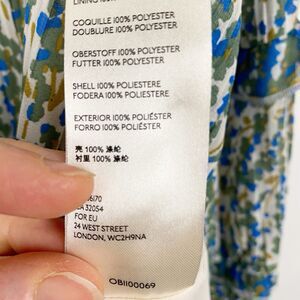 COQUILLE 100% POLYESTER
DOUBLURE 100% POLYESTER
OBERSTOFF 100% POLYESTER
FUTTER 100% POLYESTER
SHELL 100% POLIESTERE
FODERA 100% POLIESTERE
EXTERIOR 100% POLIÉSTER
FORRO 100% POLIÉSTER
壳 100% 涤纶
衬里 100% 涤纶
32054
FOR EU
24 WEST STREET
LONDON, WC2H9NA
OBI100069